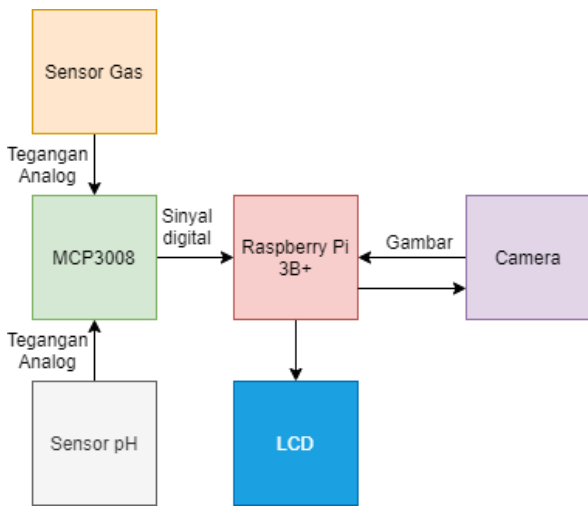 Sensor Gas
Tegangan
Analog
MCP3008
Sinyal
digital
Raspberry Pi
3B+
Gambar
Camera
Tegangan
Analog
Sensor pH
LCD